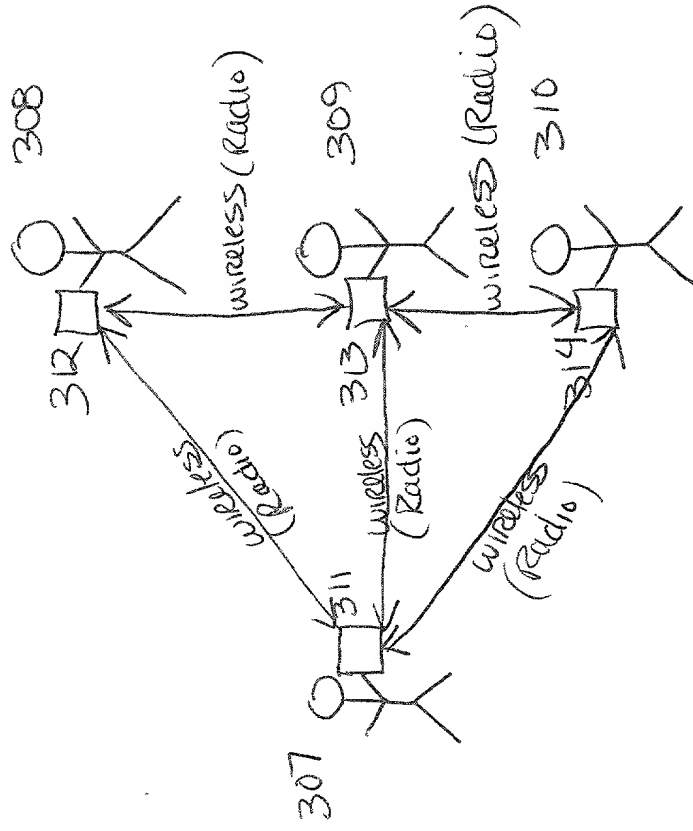 308
wireless (Radio)
309
wireless (Radio)
310
312
313
314
wireless
(Radio)
wireless
(Radio)
wireless
(Radio)
311
307